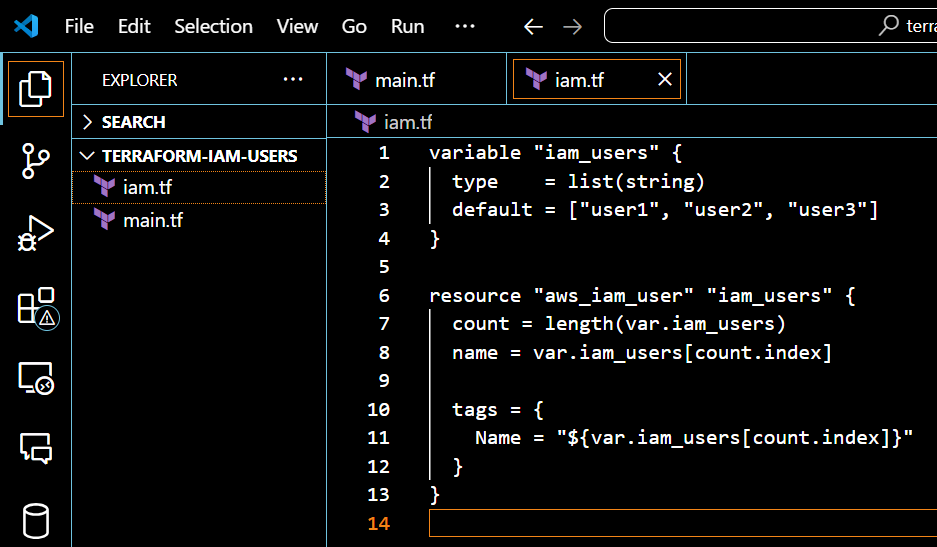 File Edit Selection View Go Run ···
EXPLORER ···
SEARCH
TERRAFORM-IAM-USERS
iam.tf
main.tf
main.tf iam.tf
iam.tf
1 variable "iam_users" {
2   type    = list(string)
3   default = ["user1", "user2", "user3"]
4 }
5
6 resource "aws_iam_user" "iam_users" {
7   count = length(var.iam_users)
8   name = var.iam_users[count.index]
9
10   tags = {
11     Name = "${var.iam_users[count.index]}"
12   }
13 }
14